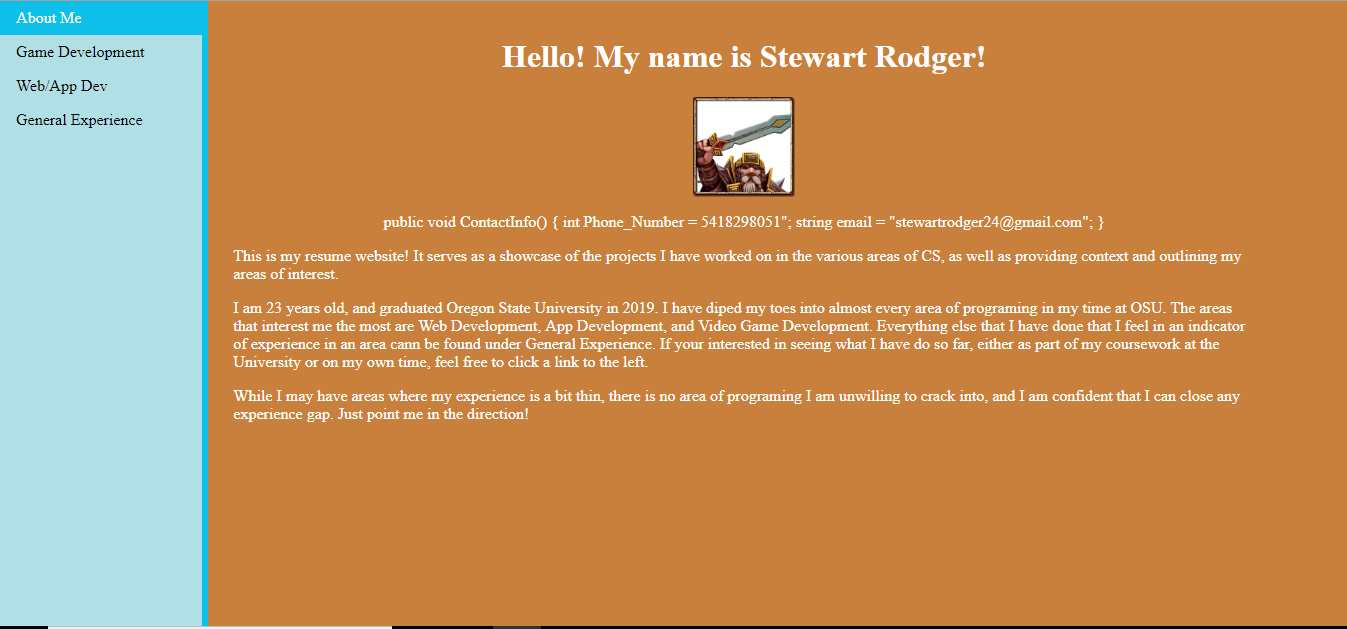 About Me
Game Development
Web/App Dev
General Experience
Hello! My name is Stewart Rodger!
public void ContactInfo() { int Phone_Number = 5418298051"; string email = "stewartrodger24@gmail.com"; }
This is my resume website! It serves as a showcase of the projects I have worked on in the various areas of CS, as well as providing context and outlining my
areas of interest.
I am 23 years old, and graduated Oregon State University in 2019. I have diped my toes into almost every area of programing in my time at OSU. The areas
that interest me the most are Web Development, App Development, and Video Game Development. Everything else that I have done that I feel in an indicator
of experience in an area cann be found under General Experience. If your interested in seeing what I have do so far, either as part of my coursework at the
University or on my own time, feel free to click a link to the left.
While I may have areas where my experience is a bit thin, there is no area of programing I am unwilling to crack into, and I am confident that I can close any
experience gap. Just point me in the direction!